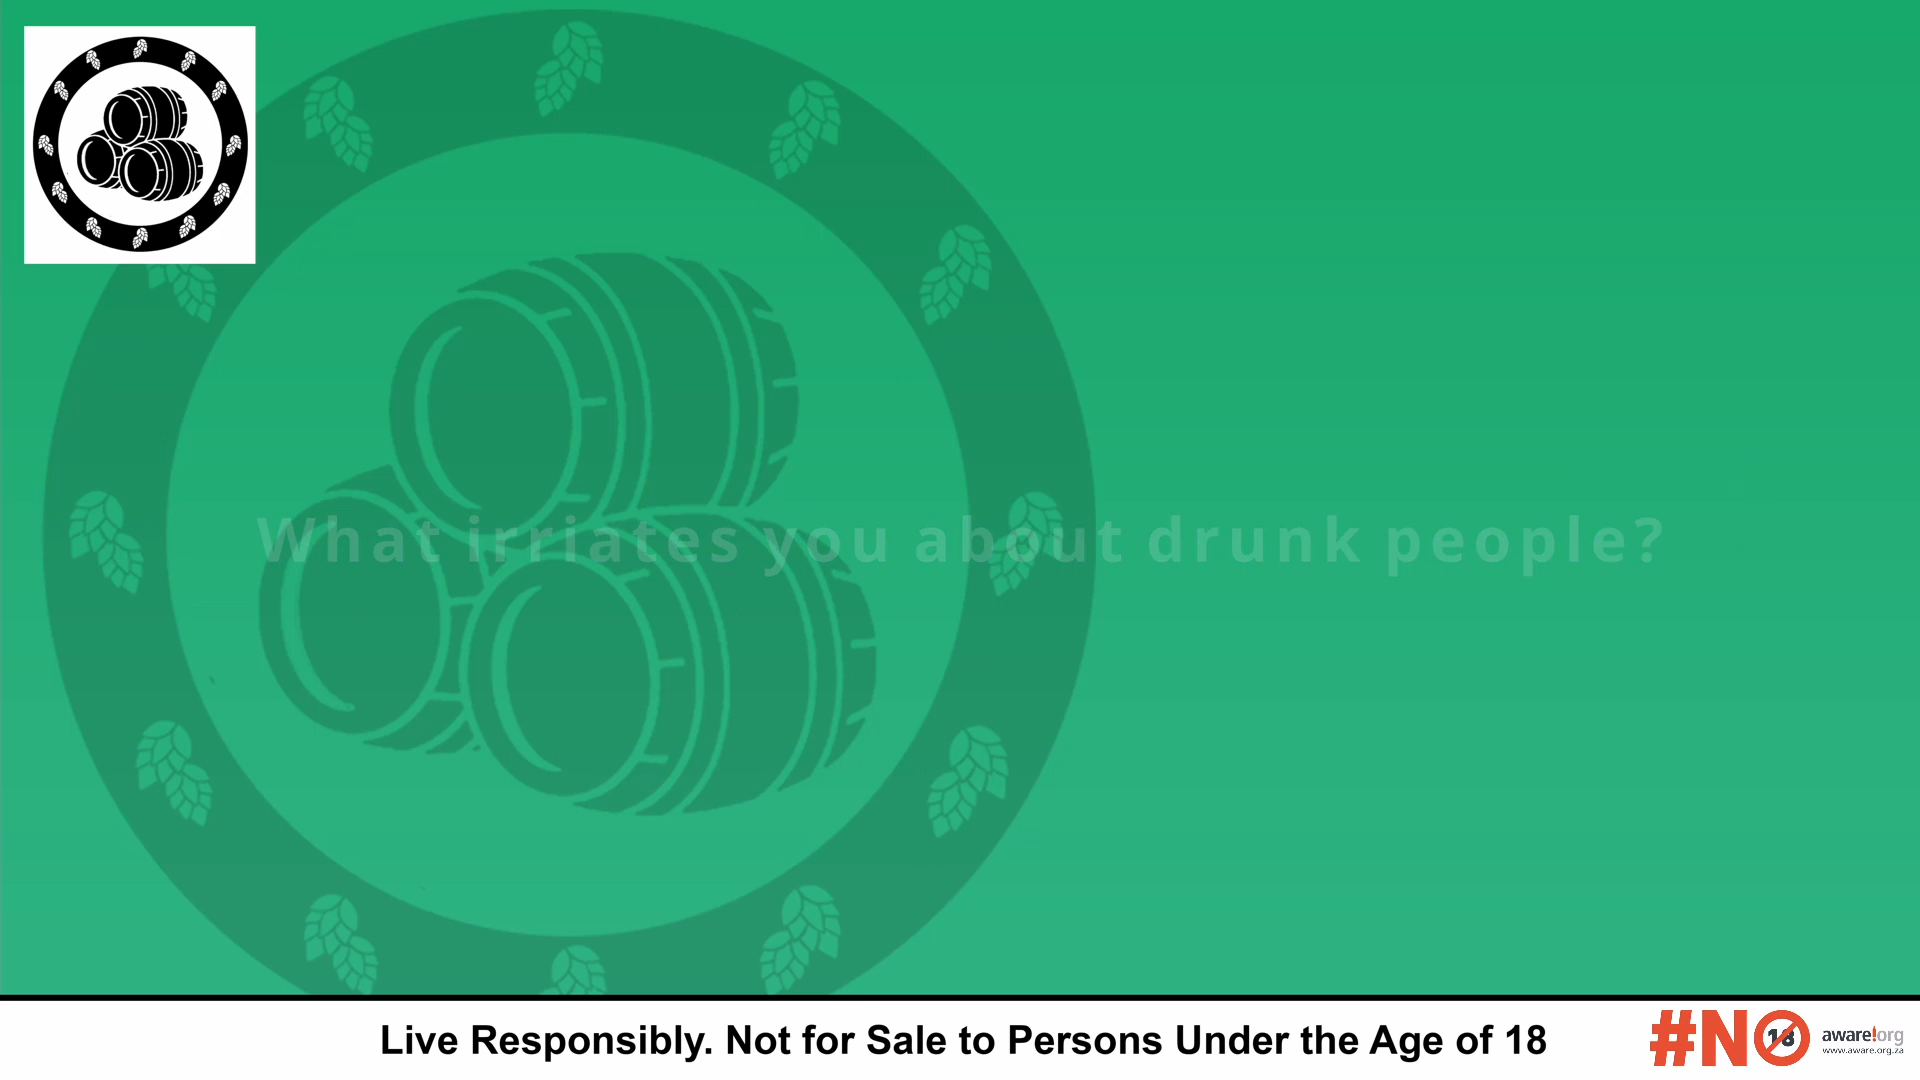 What irriates you about drunk people?
Live Responsibly. Not for Sale to Persons Under the Age of 18
#NO 18
aware!org
www.aware.org.za